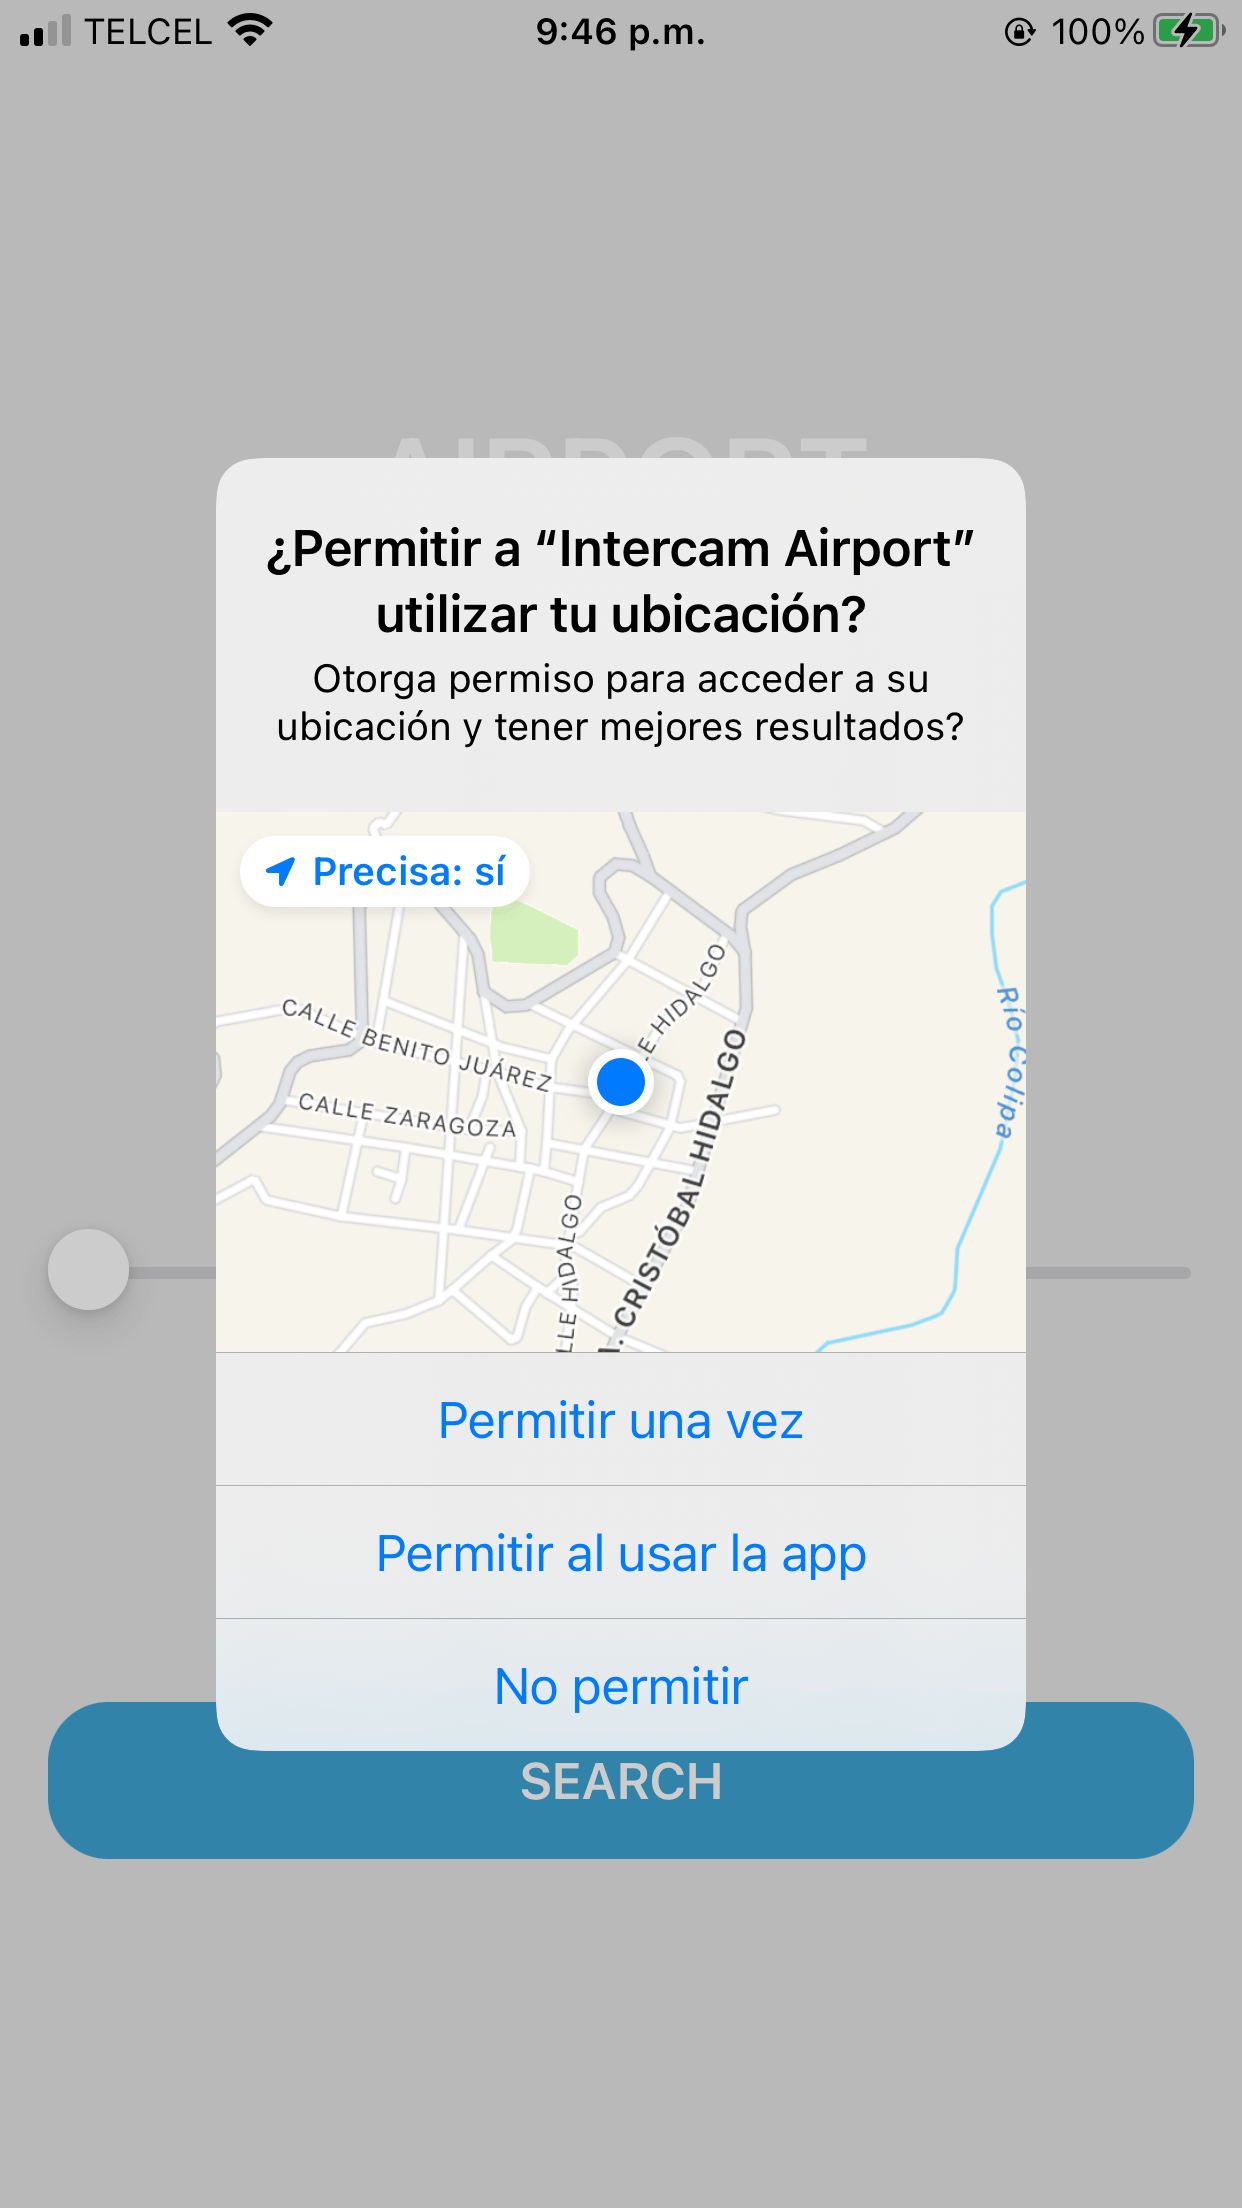 TELCEL 9:46 p.m. 100%
AIRPORT
¿Permitir a “Intercam Airport”
utilizar tu ubicación?
Otorga permiso para acceder a su
ubicación y tener mejores resultados?
Precisa: sí
LE HIDALGO
CALLE BENITO JUÁREZ
Río Colipa
CALLE ZARAGOZA
. CRISTÓBAL HIDALGO
LLE HIDALGO
Permitir una vez
Permitir al usar la app
No permitir
SEARCH